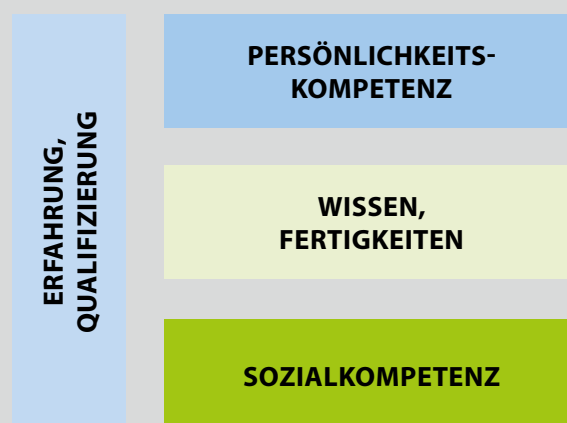 ERFAHRUNG,
QUALIFIZIERUNG
PERSÖNLICHKEITS-
KOMPETENZ
WISSEN,
FERTIGKEITEN
SOZIALKOMPETENZ